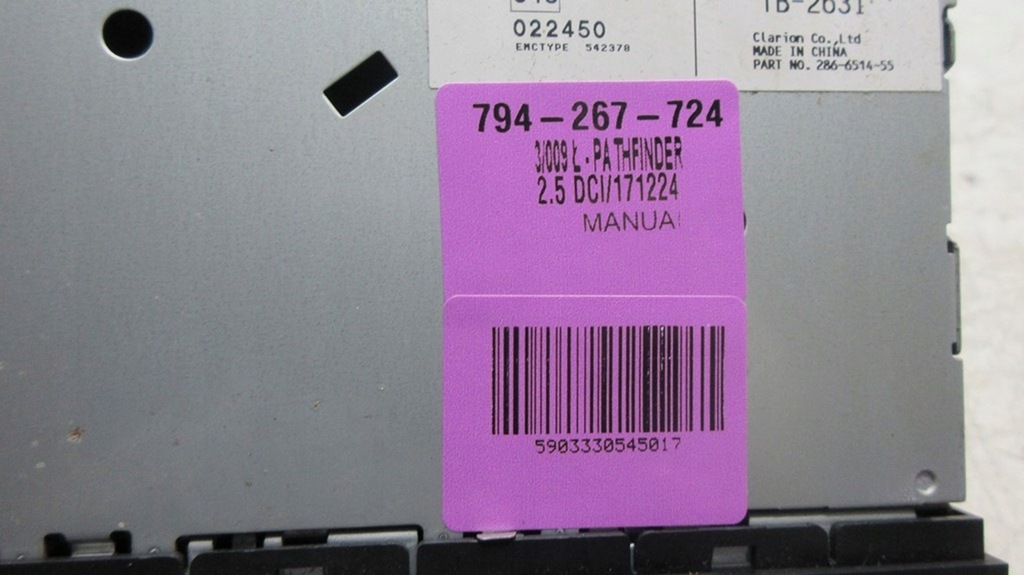 022450
EMCTYPE 542378
TB-2631
Clarion Co.,Ltd
MADE IN CHINA
PART NO. 286-6514-55
794-267-724
3/009 Ł.-PATHFINDER
2.5 DCI/171224
MANUA
5903330545017